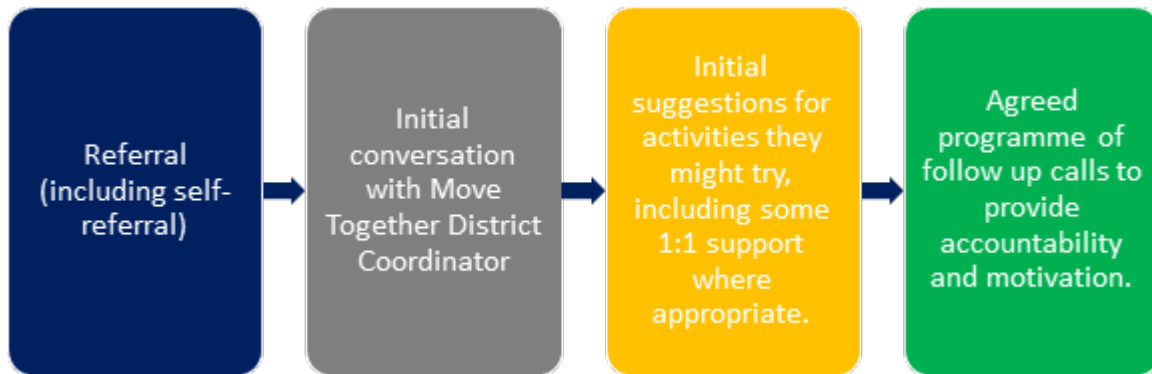 Referral
(including self-
referral)
Initial
conversation
with Move
Together District
Coordinator
Initial
suggestions for
activities they
might try,
including some
1:1 support
where
appropriate.
Agreed
programme of
follow up calls to
provide
accountability
and motivation.